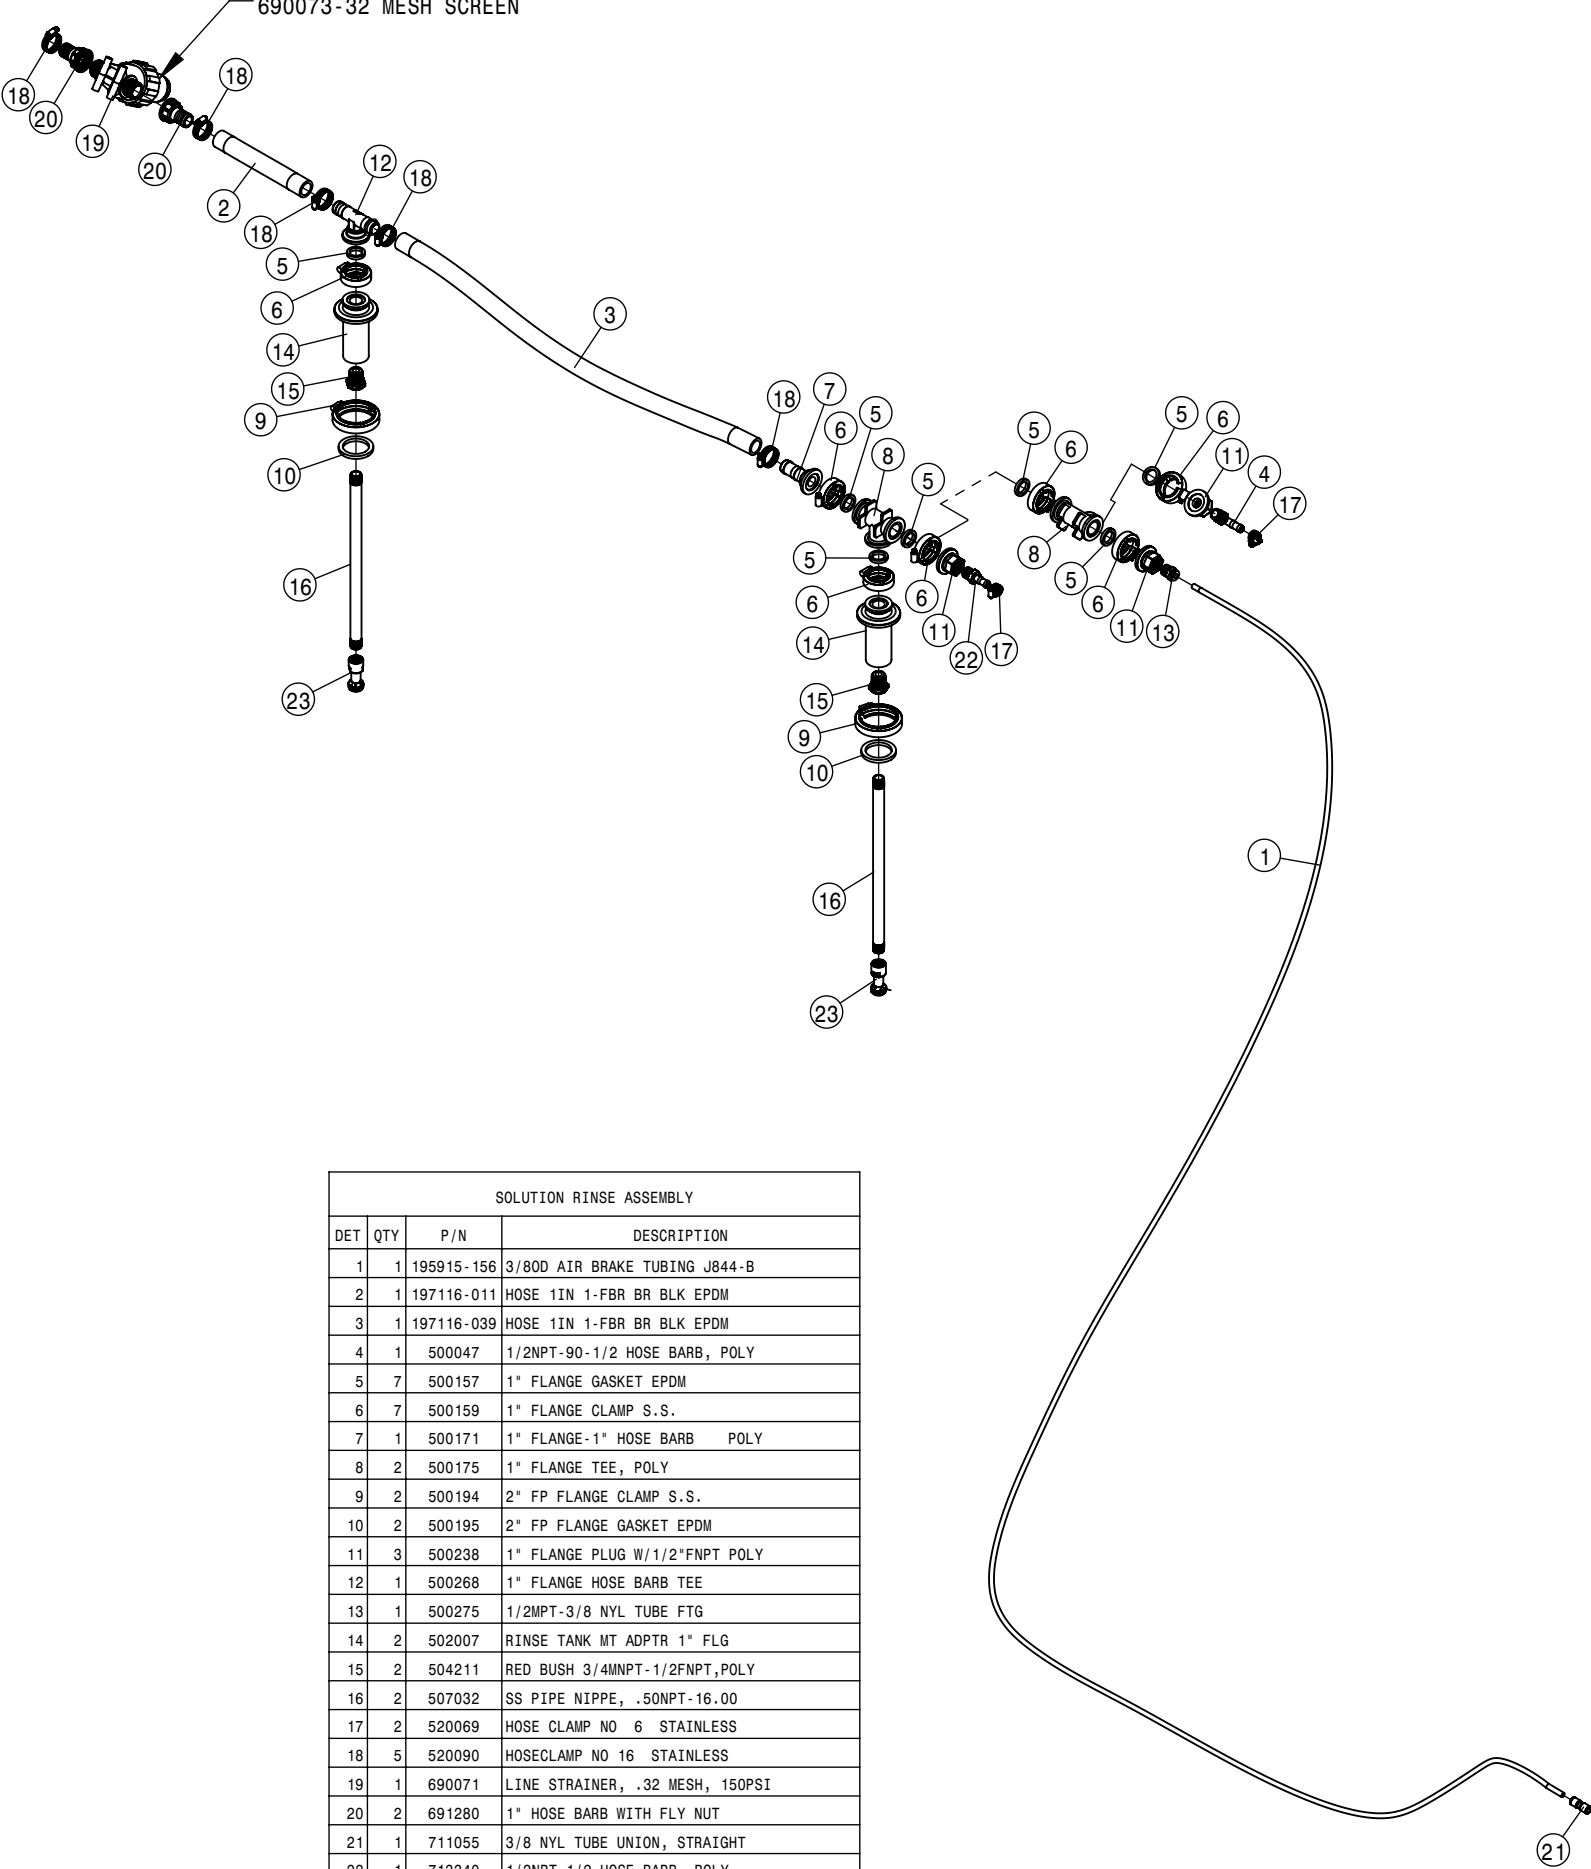 690073-32 MESH SCREEN
18
20
19
18
20
2
18
12
18
5
6
14
15
9
10
16
23
3
18
7
6
5
8
5
5
6
14
15
9
10
16
23
6
11
22
17
5
6
8
5
6
11
13
5
6
11
4
17
1
21
SOLUTION RINSE ASSEMBLY
DET QTY P/N DESCRIPTION
1 1 195915-156 3/8OD AIR BRAKE TUBING J844-B
2 1 197116-011 HOSE 1IN 1-FBR BR BLK EPDM
3 1 197116-039 HOSE 1IN 1-FBR BR BLK EPDM
4 1 500047 1/2NPT-90-1/2 HOSE BARB, POLY
5 7 500157 1" FLANGE GASKET EPDM
6 7 500159 1" FLANGE CLAMP S.S.
7 1 500171 1" FLANGE-1" HOSE BARB POLY
8 2 500175 1" FLANGE TEE, POLY
9 2 500194 2" FP FLANGE CLAMP S.S.
10 2 500195 2" FP FLANGE GASKET EPDM
11 3 500238 1" FLANGE PLUG W/1/2"FNPT POLY
12 1 500268 1" FLANGE HOSE BARB TEE
13 1 500275 1/2MPT-3/8 NYL TUBE FTG
14 2 502007 RINSE TANK MT ADPTR 1" FLG
15 2 504211 RED BUSH 3/4MNPT-1/2FNPT,POLY
16 2 507032 SS PIPE NIPPE, .50NPT-16.00
17 2 520069 HOSE CLAMP NO 6 STAINLESS
18 5 520090 HOSECLAMP NO 16 STAINLESS
19 1 690071 LINE STRAINER, .32 MESH, 150PSI
20 2 691280 1" HOSE BARB WITH FLY NUT
21 1 711055 3/8 NYL TUBE UNION, STRAIGHT